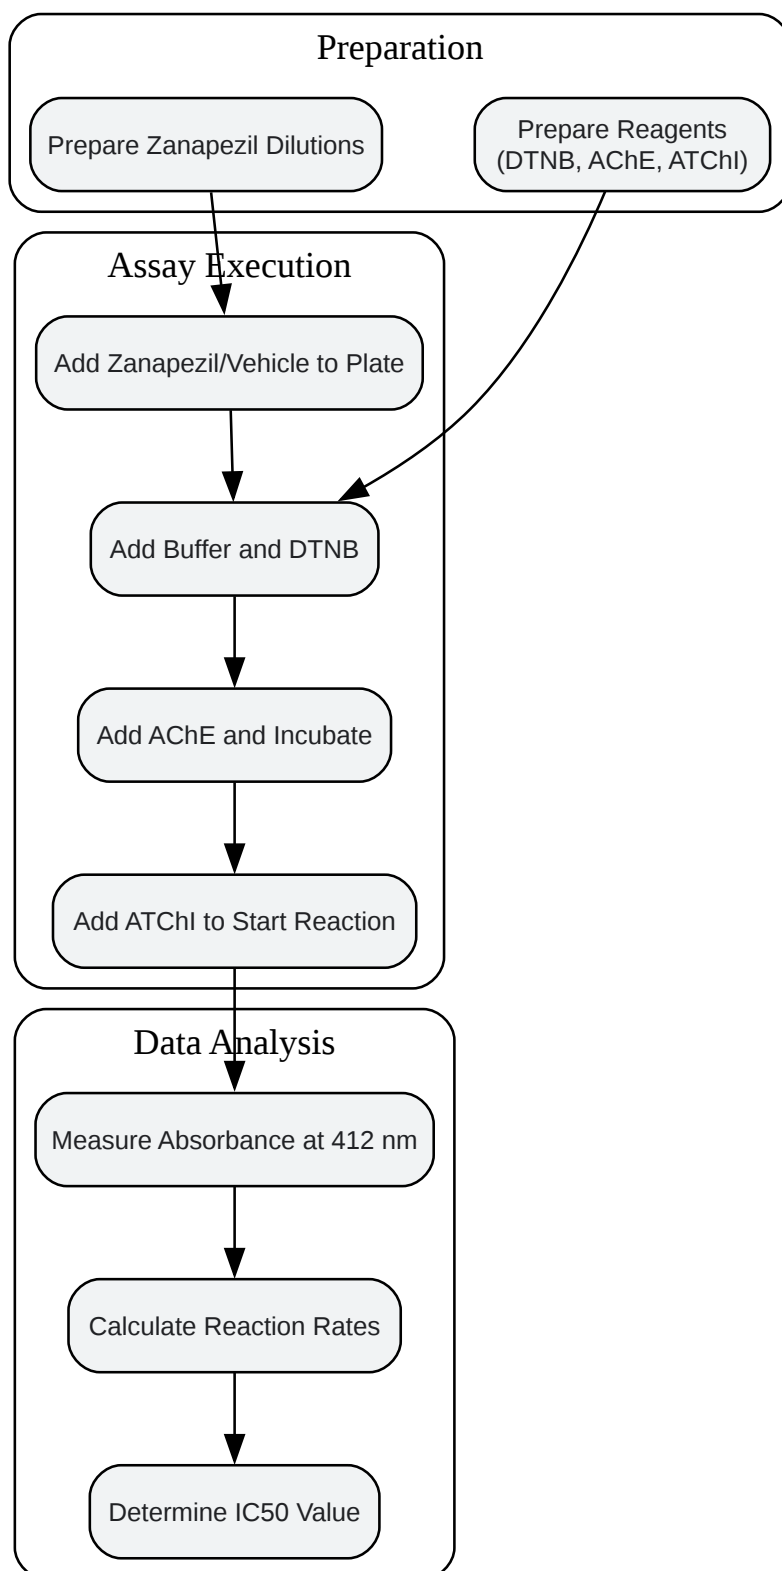 Preparation
Prepare Zanapezil Dilutions
Prepare Reagents
(DTNB, AChE, ATChI)
Assay Execution
Add Zanapezil/Vehicle to Plate
Add Buffer and DTNB
Add AChE and Incubate
Add ATChI to Start Reaction
Data Analysis
Measure Absorbance at 412 nm
Calculate Reaction Rates
Determine IC50 Value